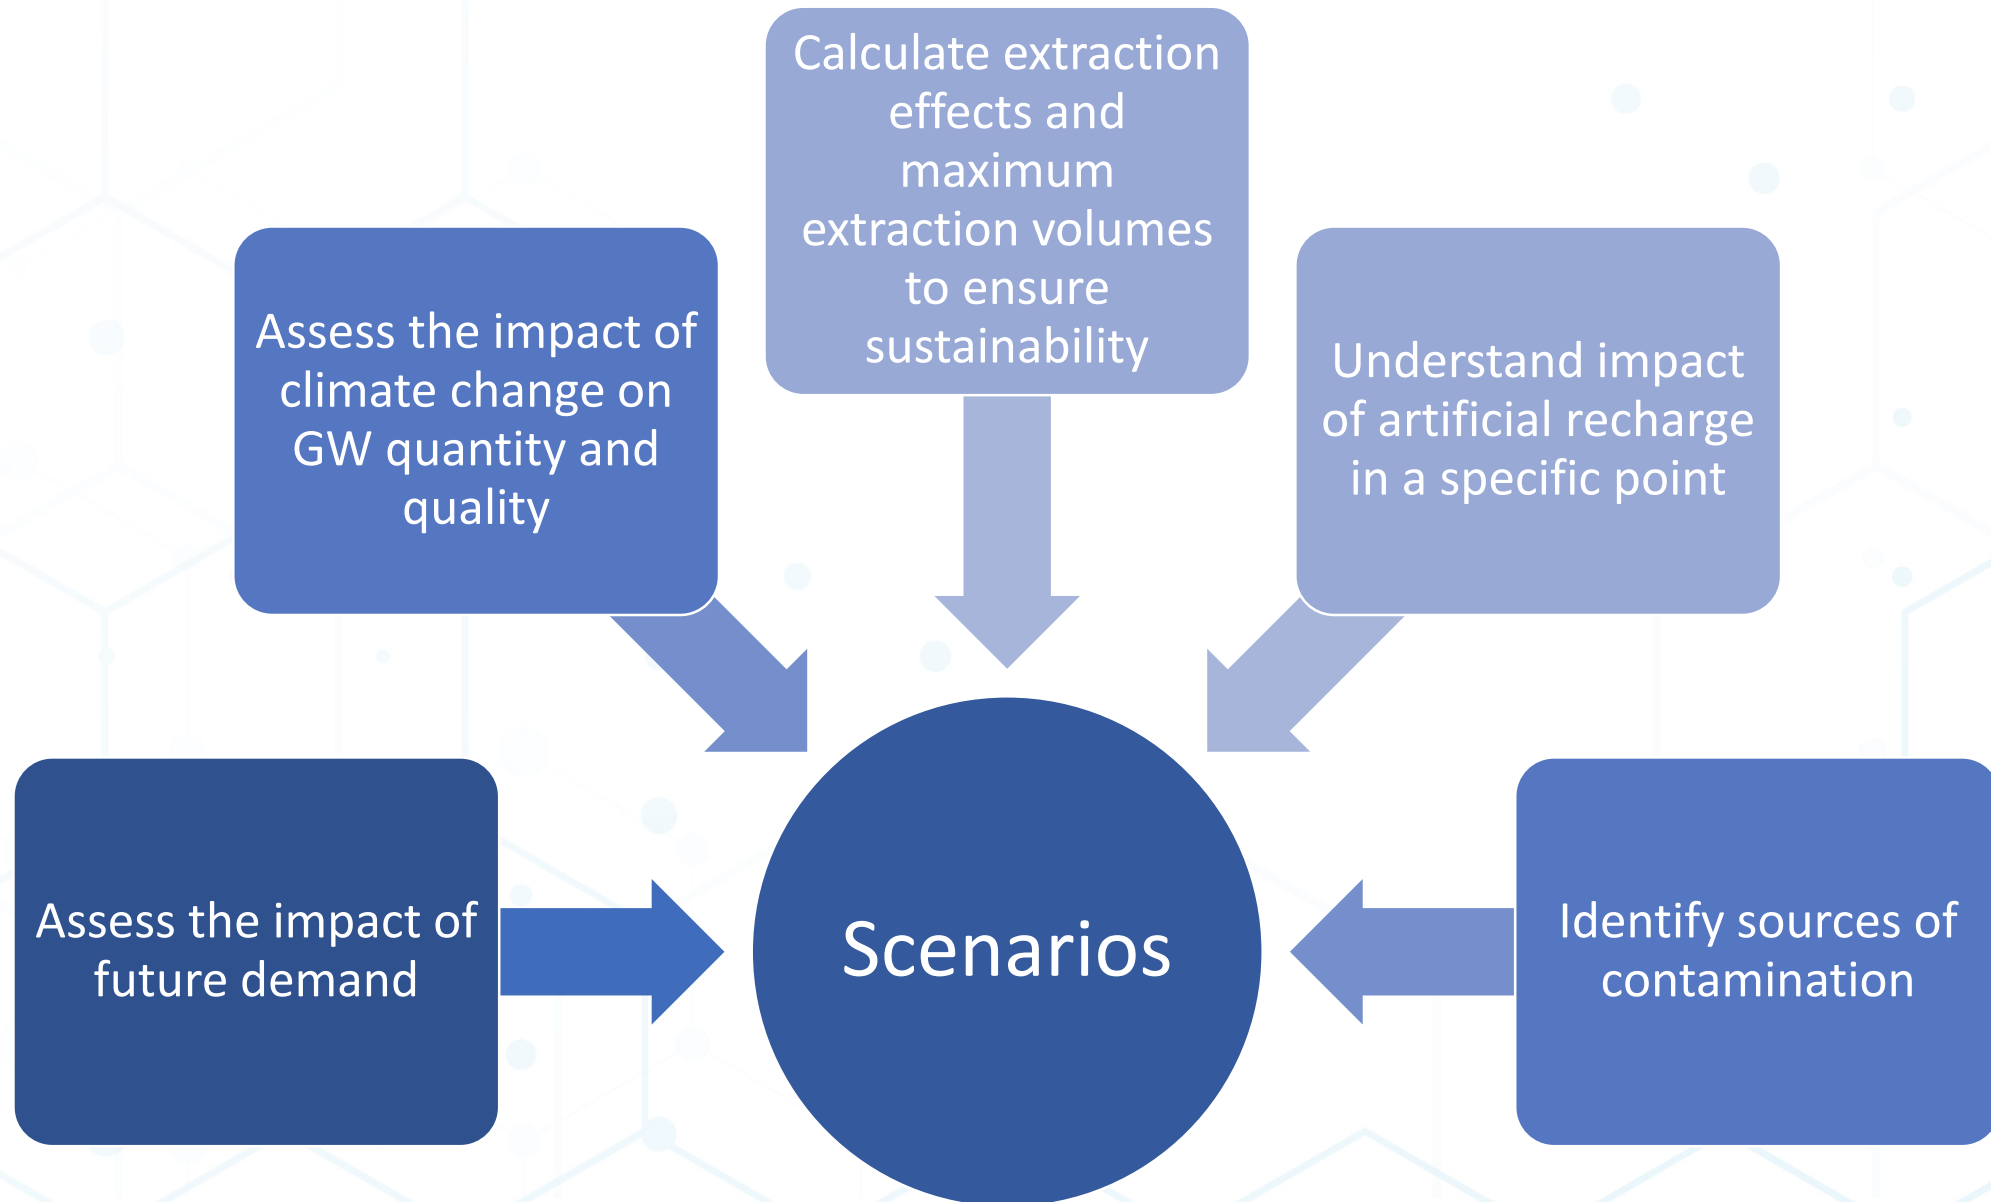 Calculate extraction
effects and
maximum
extraction volumes
to ensure
sustainability
Assess the impact of
climate change on
GW quantity and
quality
Understand impact
of artificial recharge
in a specific point
Assess the impact of
future demand
Scenarios
Identify sources of
contamination